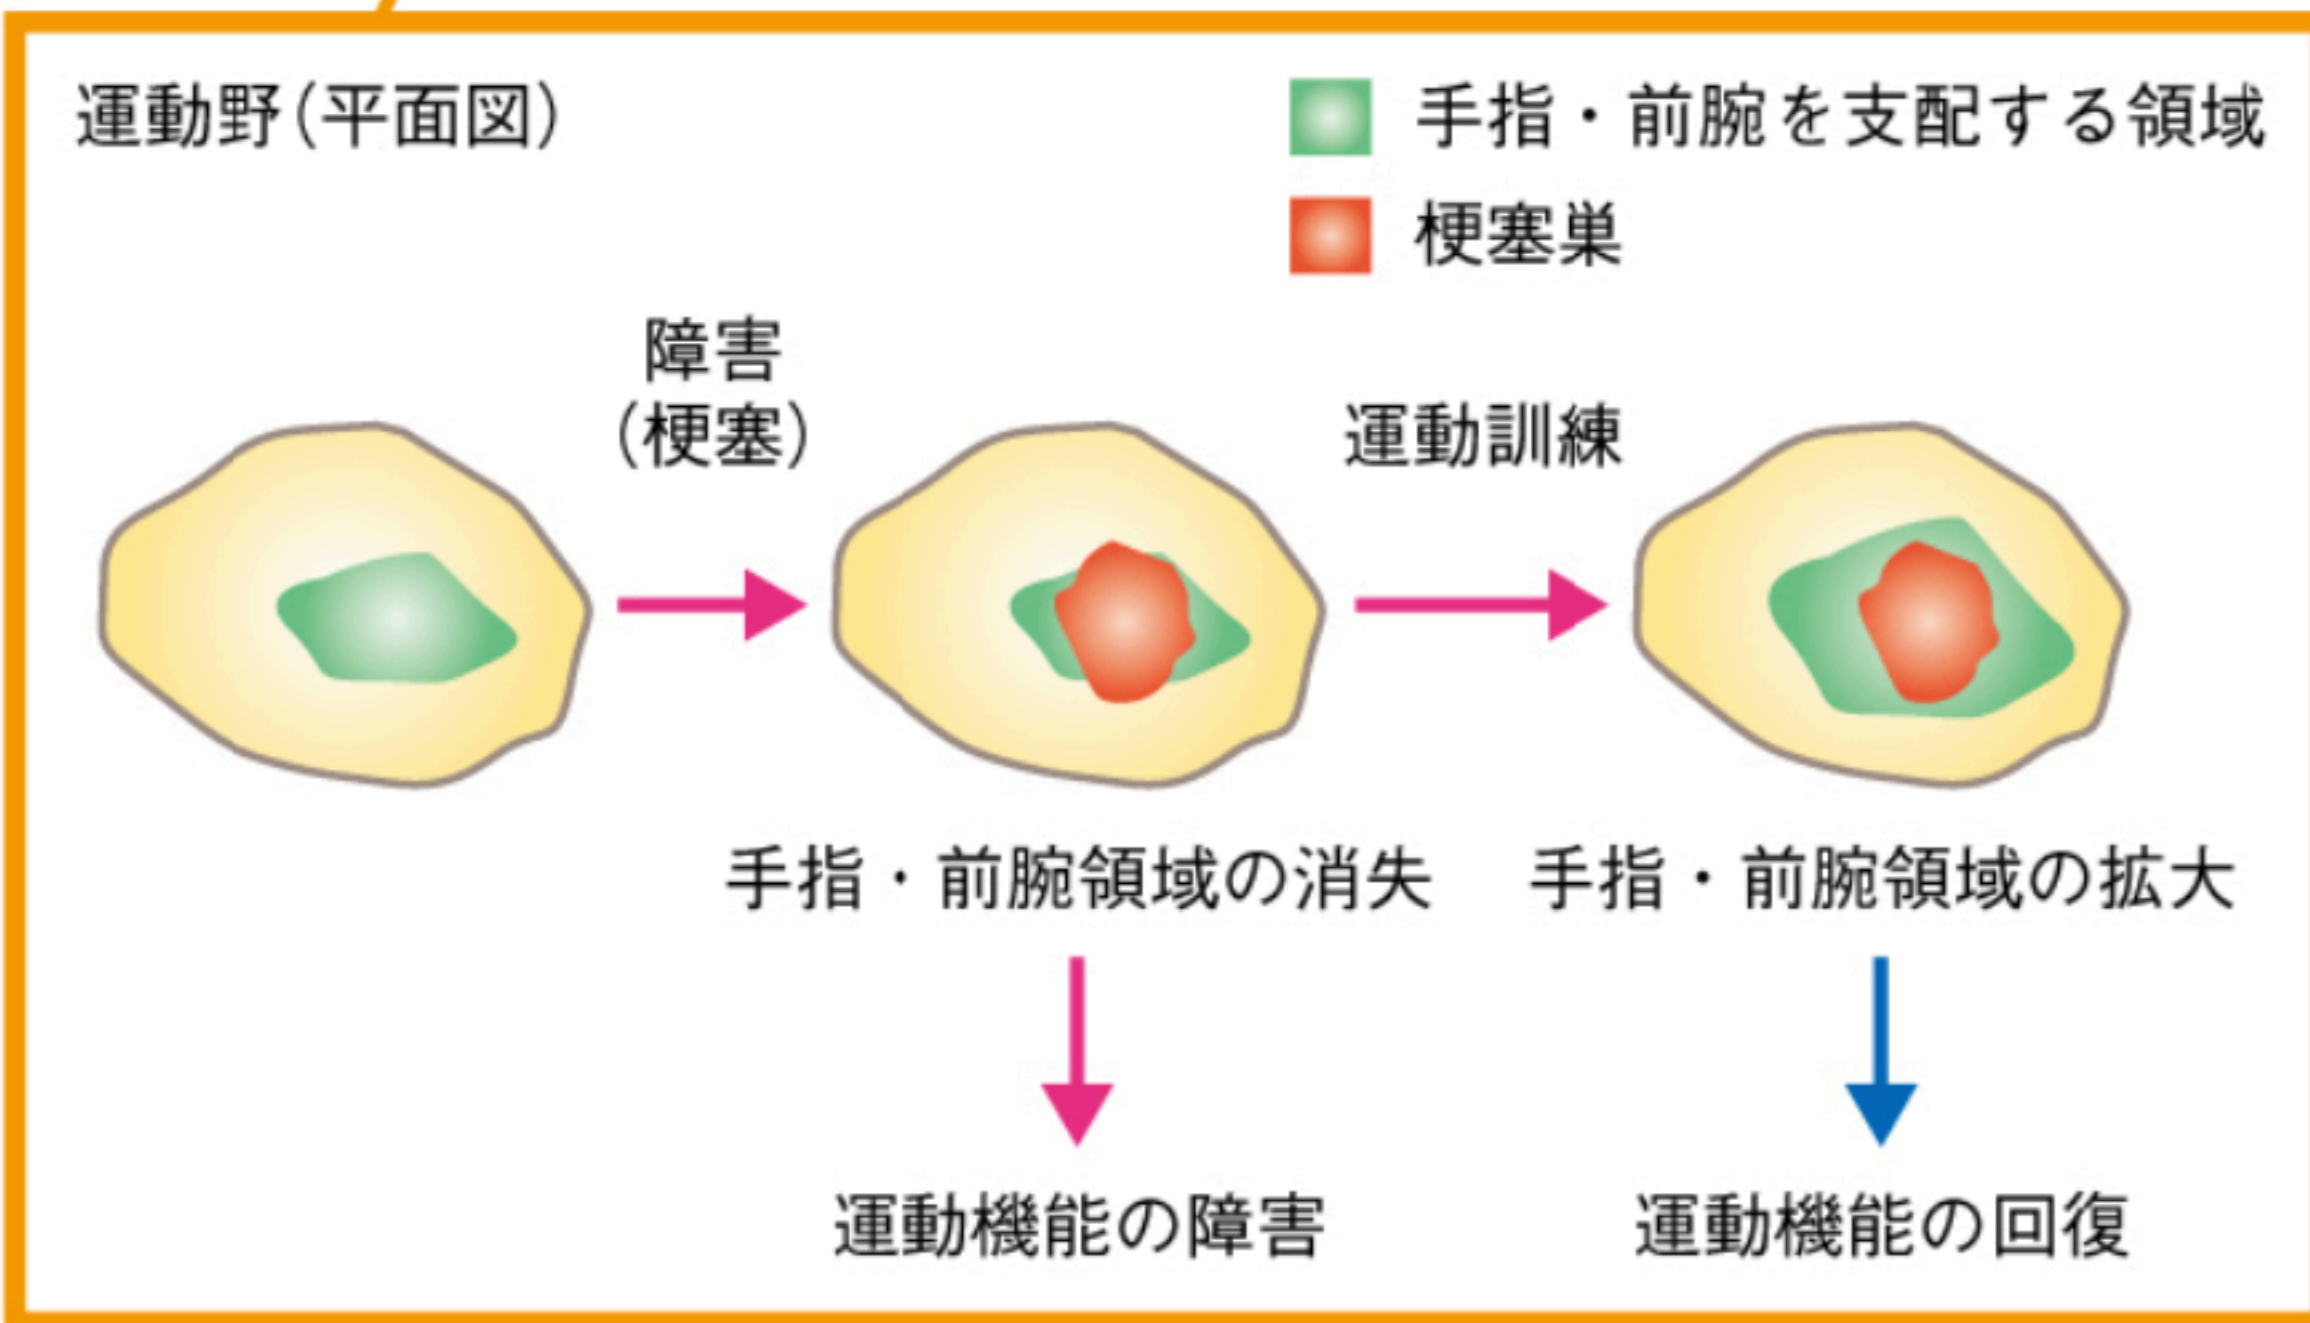 運動野(平面図)
手指・前腕を支配する領域
梗塞巣
障害
(梗塞)
運動訓練
手指・前腕領域の消失
手指・前腕領域の拡大
運動機能の障害
運動機能の回復